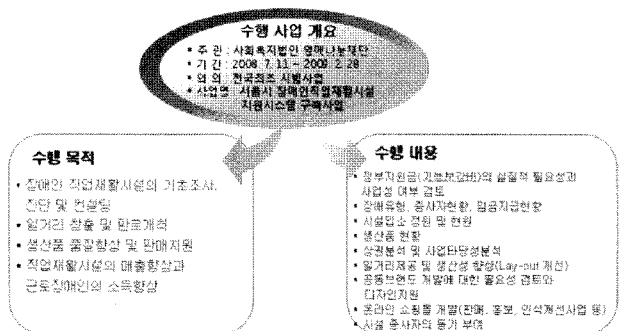 수행 사업 개요
* 주 관 : 사회복지법인
* 기 간 : 2008. 7. 11 ~ 2009. 2. 28
* 의 의 : 전국최초 시범사업
* 사업명 : 서울시 장애인직업재활시설
지원시스템 구축사업
수행 목적
• 장애인 직업재활시설의 기초조사,
진단 및 컨설팅
• 일거리 창출 및 판로개척
• 생산품 품질향상 및 판매지원
• 직업재활시설의 매출향상과
근로장애인의 소득향상
수행 내용
• 정부지원금(기능보강비)의 실질적 필요성과
사업성 여부 검토
• 장애유형, 종사자현황, 임금지급현황
• 시설입소 정원 및 현원
• 생산품 현황
• 상권분석 및 사업타당성분석
• 일거리제공 및 생산성 향상(Lay-out 개선)
• 공동브랜드 개발에 대한 필요성 검토와
디자인지원
• 온라인 쇼핑몰 개발(판매, 홍보, 인식개선사업 등)
• 시설 종사자의 동기 부여